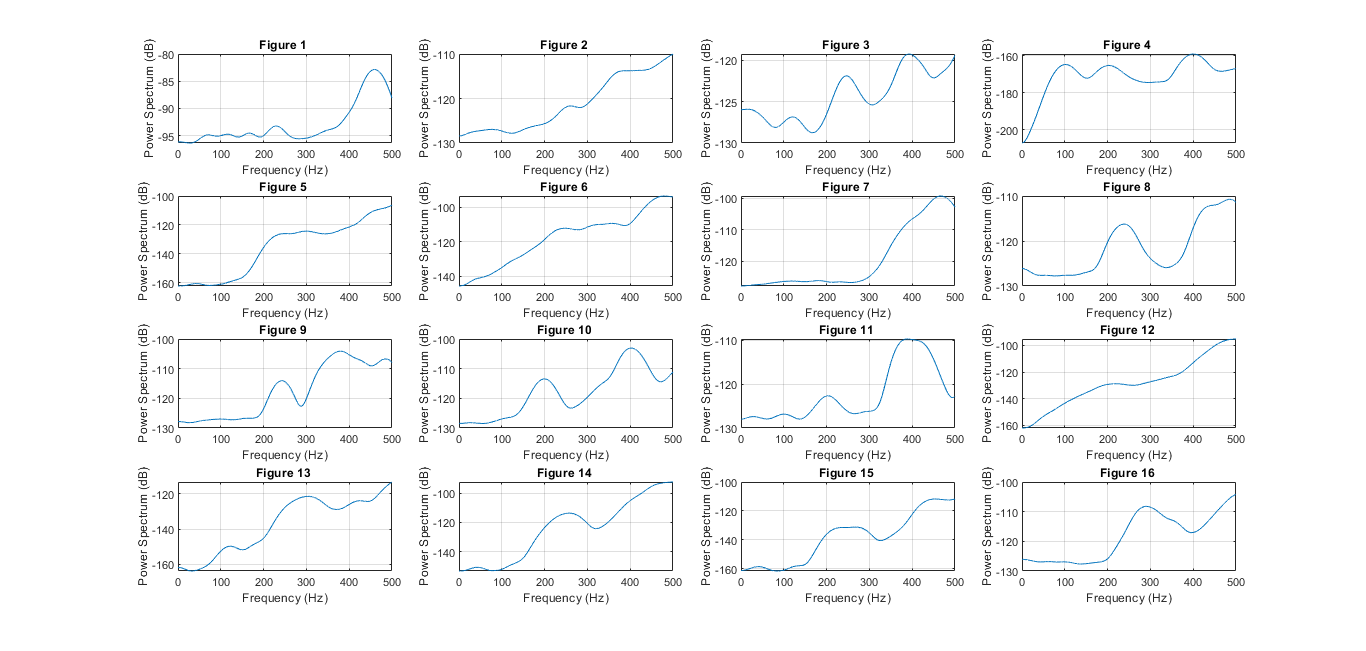 Figure 1
Power Spectrum (dB)
-80
-85
-90
-95
0 100 200 300 400 500
Frequency (Hz)
Figure 2
Power Spectrum (dB)
-110
-120
-130
0 100 200 300 400 500
Frequency (Hz)
Figure 3
Power Spectrum (dB)
-120
-125
-130
0 100 200 300 400 500
Frequency (Hz)
Figure 4
Power Spectrum (dB)
-160
-180
-200
0 100 200 300 400 500
Frequency (Hz)
Figure 5
Power Spectrum (dB)
-100
-120
-140
-160
0 100 200 300 400 500
Frequency (Hz)
Figure 6
Power Spectrum (dB)
-100
-120
-140
0 100 200 300 400 500
Frequency (Hz)
Figure 7
Power Spectrum (dB)
-100
-110
-120
0 100 200 300 400 500
Frequency (Hz)
Figure 8
Power Spectrum (dB)
-110
-120
-130
0 100 200 300 400 500
Frequency (Hz)
Figure 9
Power Spectrum (dB)
-100
-110
-120
-130
0 100 200 300 400 500
Frequency (Hz)
Figure 10
Power Spectrum (dB)
-100
-110
-120
-130
0 100 200 300 400 500
Frequency (Hz)
Figure 11
Power Spectrum (dB)
-110
-120
-130
0 100 200 300 400 500
Frequency (Hz)
Figure 12
Power Spectrum (dB)
-100
-120
-140
-160
0 100 200 300 400 500
Frequency (Hz)
Figure 13
Power Spectrum (dB)
-120
-140
-160
0 100 200 300 400 500
Frequency (Hz)
Figure 14
Power Spectrum (dB)
-100
-120
-140
0 100 200 300 400 500
Frequency (Hz)
Figure 15
Power Spectrum (dB)
-100
-120
-140
-160
0 100 200 300 400 500
Frequency (Hz)
Figure 16
Power Spectrum (dB)
-100
-110
-120
-130
0 100 200 300 400 500
Frequency (Hz)